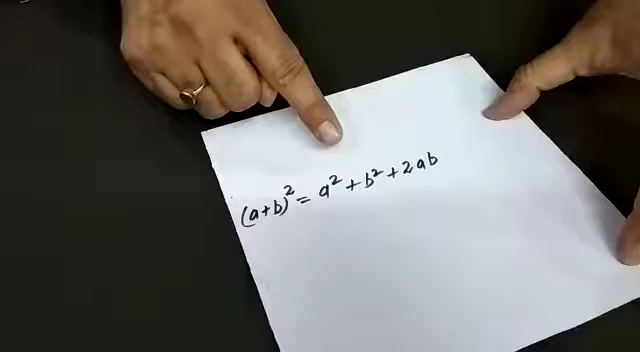 (a+b)² = a² + b² + 2ab